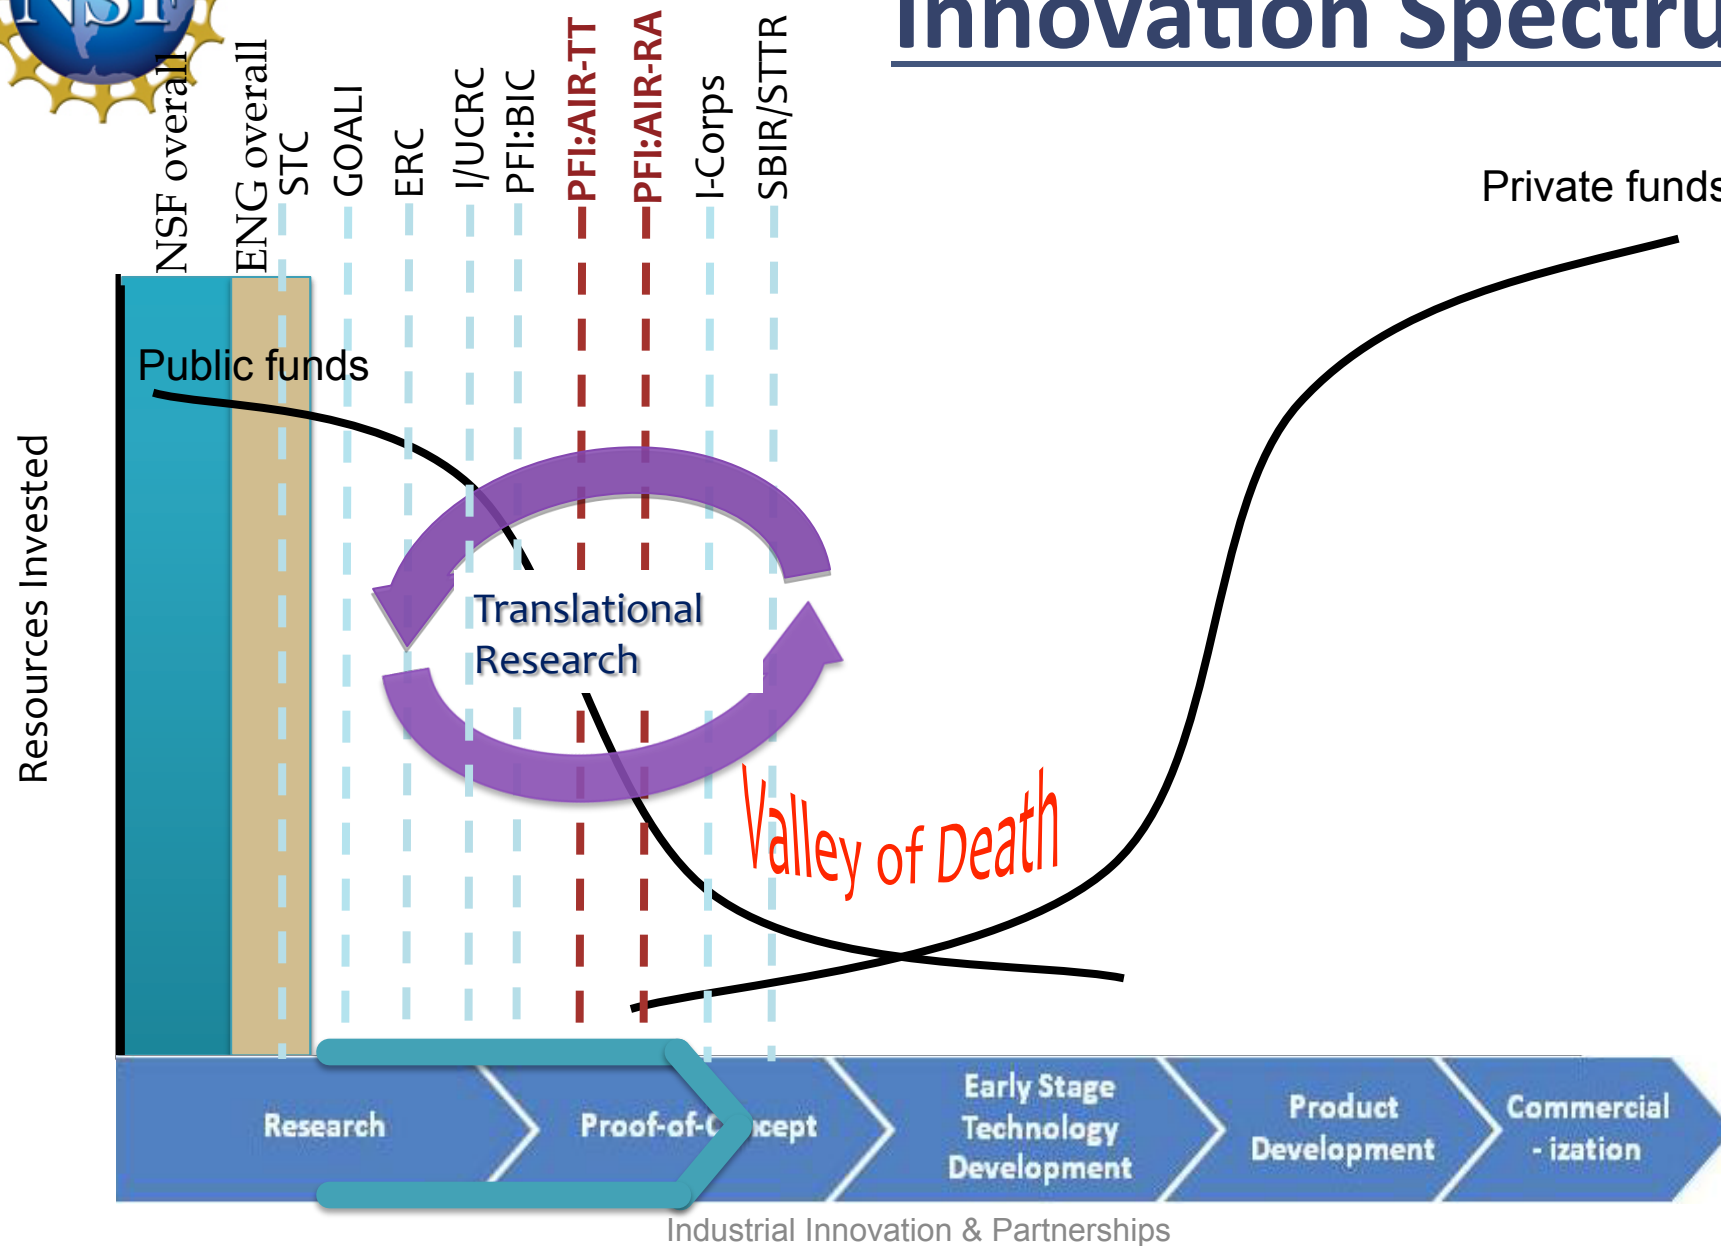 NSF
Innovation Spectru
NSF overall
ENG overall
STC
GOALI
ERC
I/UCRC
PFI:BIC
PFI:AIR-TT
PFI:AIR-RA
I-Corps
SBIR/STTR
Private funds
Public funds
Resources Invested
Translational
Research
Valley of Death
Research
Proof-of-C ncept
Early Stage
Technology
Development
Product
Development
Commercial
- ization
Industrial Innovation & Partnerships